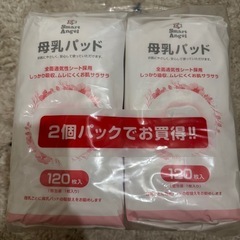 Smart Angel
母乳パッド
全面通気性シート採用
しっかり吸収、ムレにくくお肌サラサラ
Smart Angel
母乳パッド
全面通気性シート採用
しっかり吸収、ムレにくくお肌サラサラ
2個パックでお買得!!
120枚入
120枚入